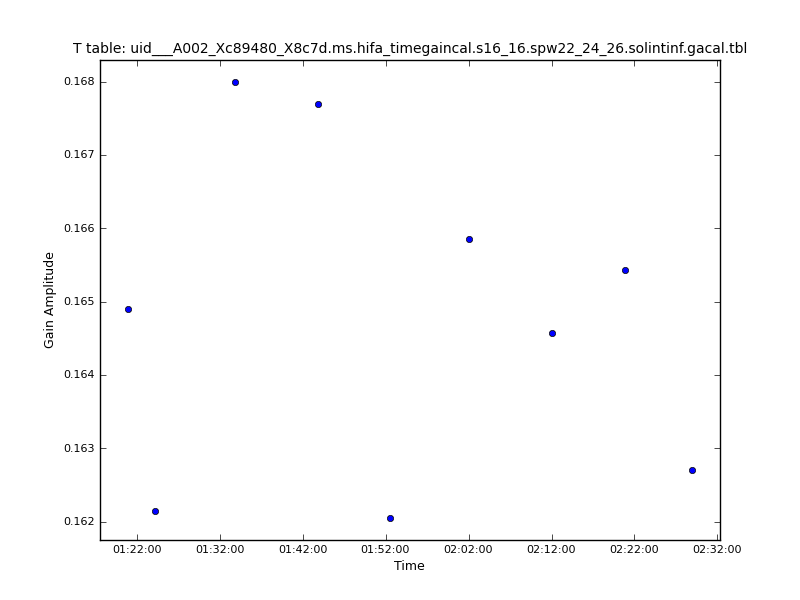 T table: uid___A002_Xc89480_X8c7d.ms.hifa_timegaincal.s16_16.spw22_24_26.solintinf.gacal.tbl
0.168
0.167
0.166
0.165
0.164
0.163
0.162
Gain Amplitude
01:22:00 01:32:00 01:42:00 01:52:00 02:02:00 02:12:00 02:22:00 02:32:00
Time